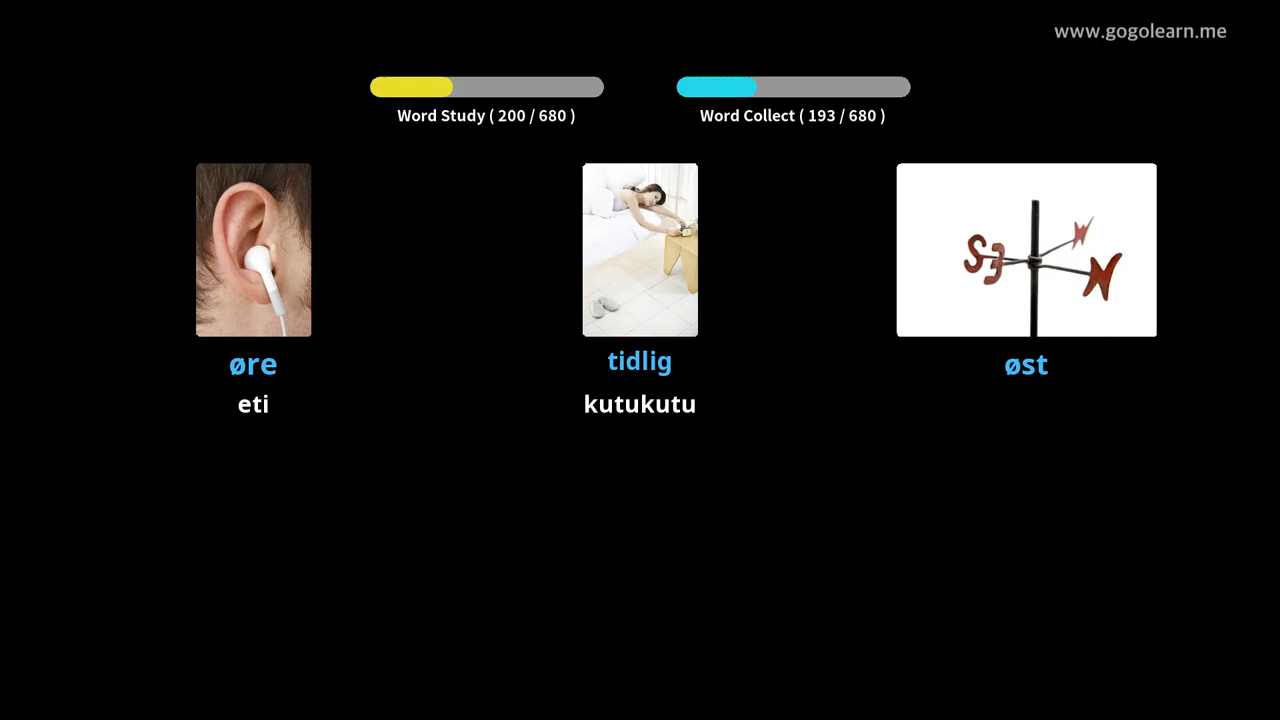 www.gogolearn.me
Word Study ( 200 / 680 )
Word Collect ( 193 / 680 )
øre
tidlig
øst
eti
kutukutu